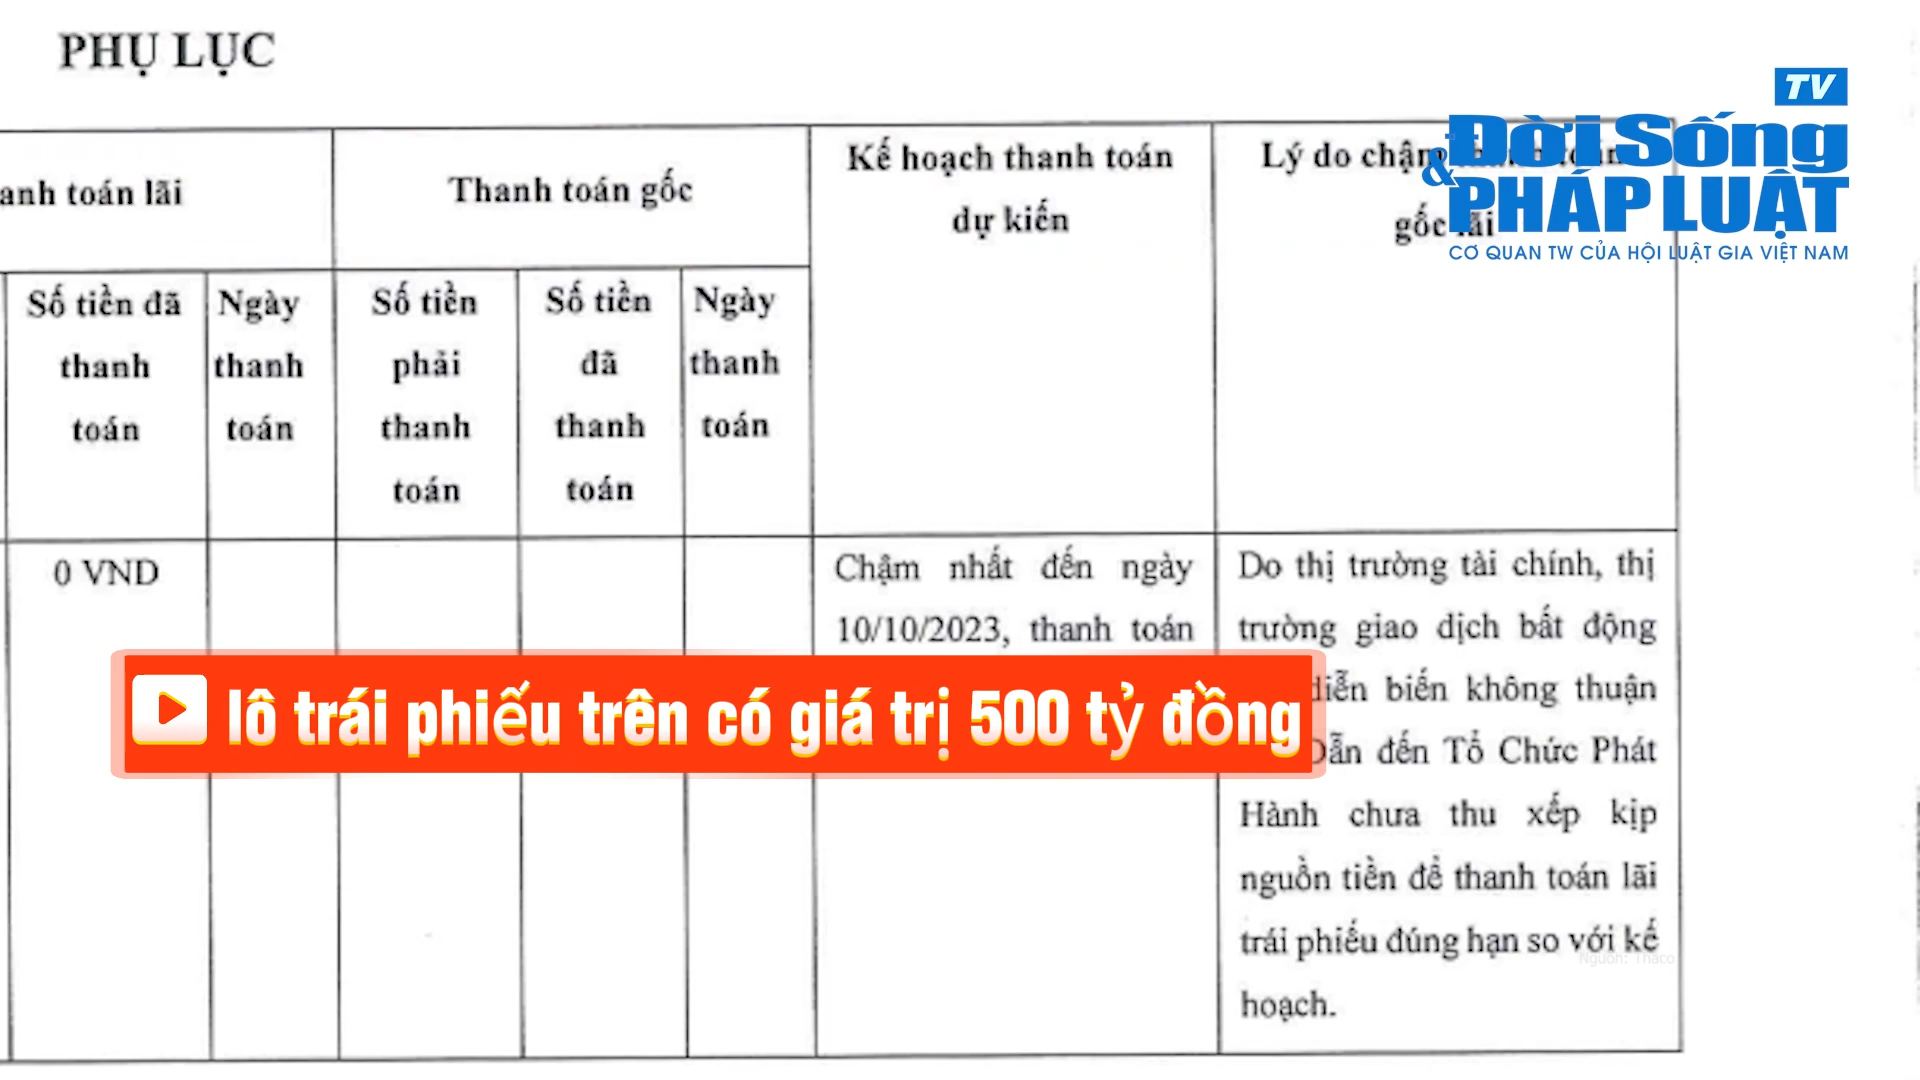 PHỤ LỤC
TV
Đời Sống
& PHÁP LUẬT
CƠ QUAN TW CỦA HỘI LUẬT GIA VIỆT NAM
anh toán lãi
Thanh toán gốc
Kế hoạch thanh toán
dự kiến
Lý do chậm
gốc lãi
Số tiền đã
thanh
toán
Ngày
thanh
toán
Số tiền
phải
thanh
toán
Số tiền
đã
thanh
toán
Ngày
thanh
toán
0 VND
Chậm nhất đến ngày
10/10/2023, thanh toán
Do thị trường tài chính, thị
trường giao dịch bất động
diễn biến không thuận
Dẫn đến Tổ Chức Phát
Hành chưa thu xếp kịp
nguồn tiền để thanh toán lãi
trái phiếu đúng hạn so với kế
hoạch.
lô trái phiếu trên có giá trị 500 tỷ đồng
Nguồn: Thaco